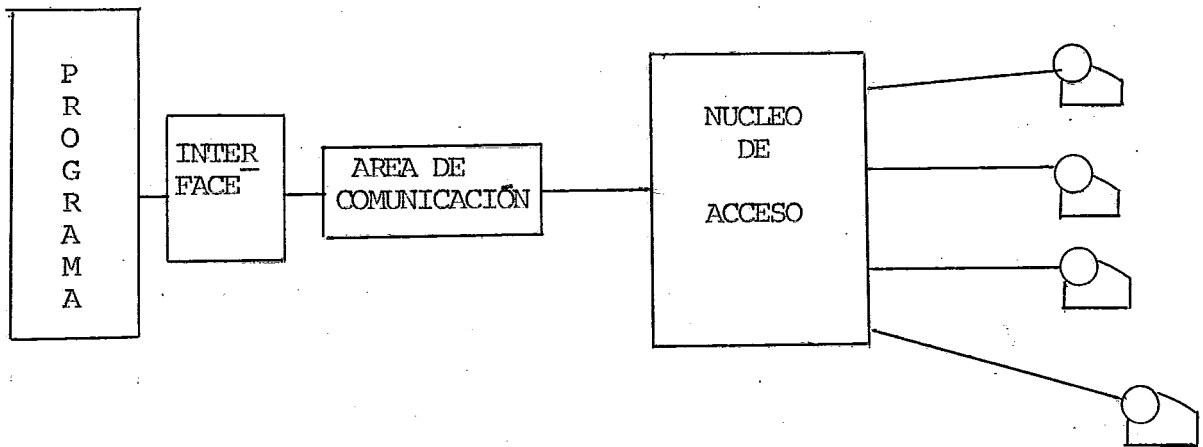 P
R
O
G
R
A
M
A
INTER
FACE
AREA DE
COMUNICACIÓN
NUCLEO
DE
ACCESO